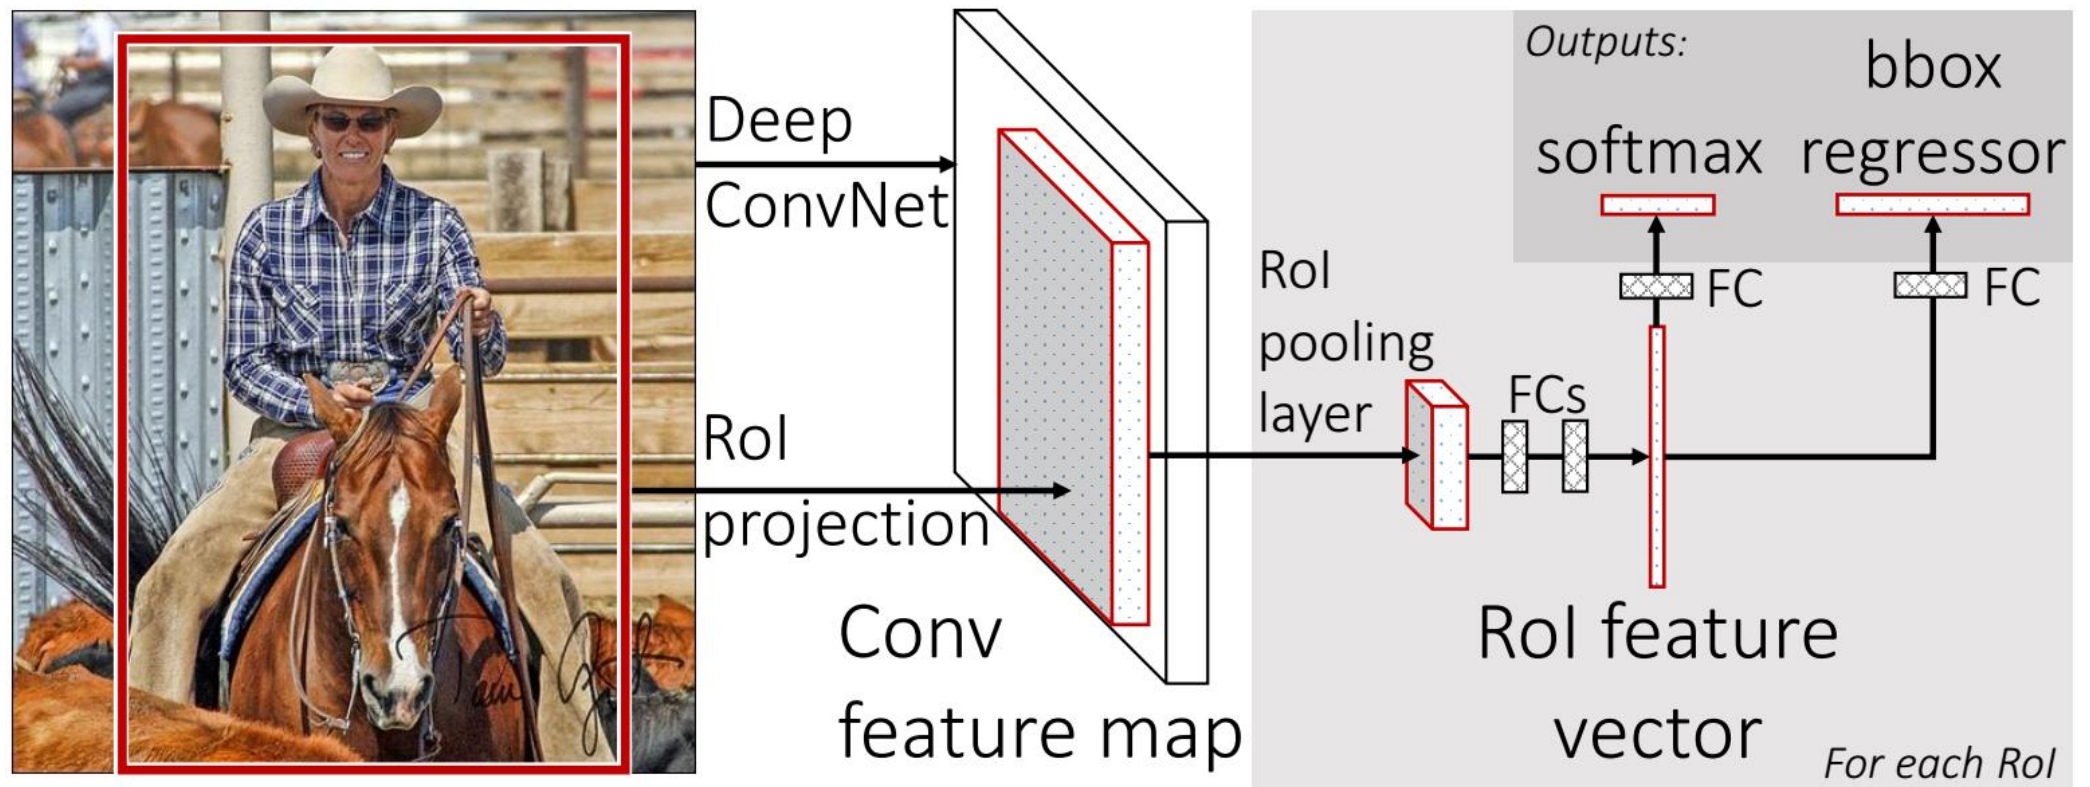 Deep
ConvNet
RoI
projection
Conv
feature map
RoI
pooling
layer
FCs
RoI feature
vector
For each RoI
Outputs:
softmax
bbox
regressor
FC
FC